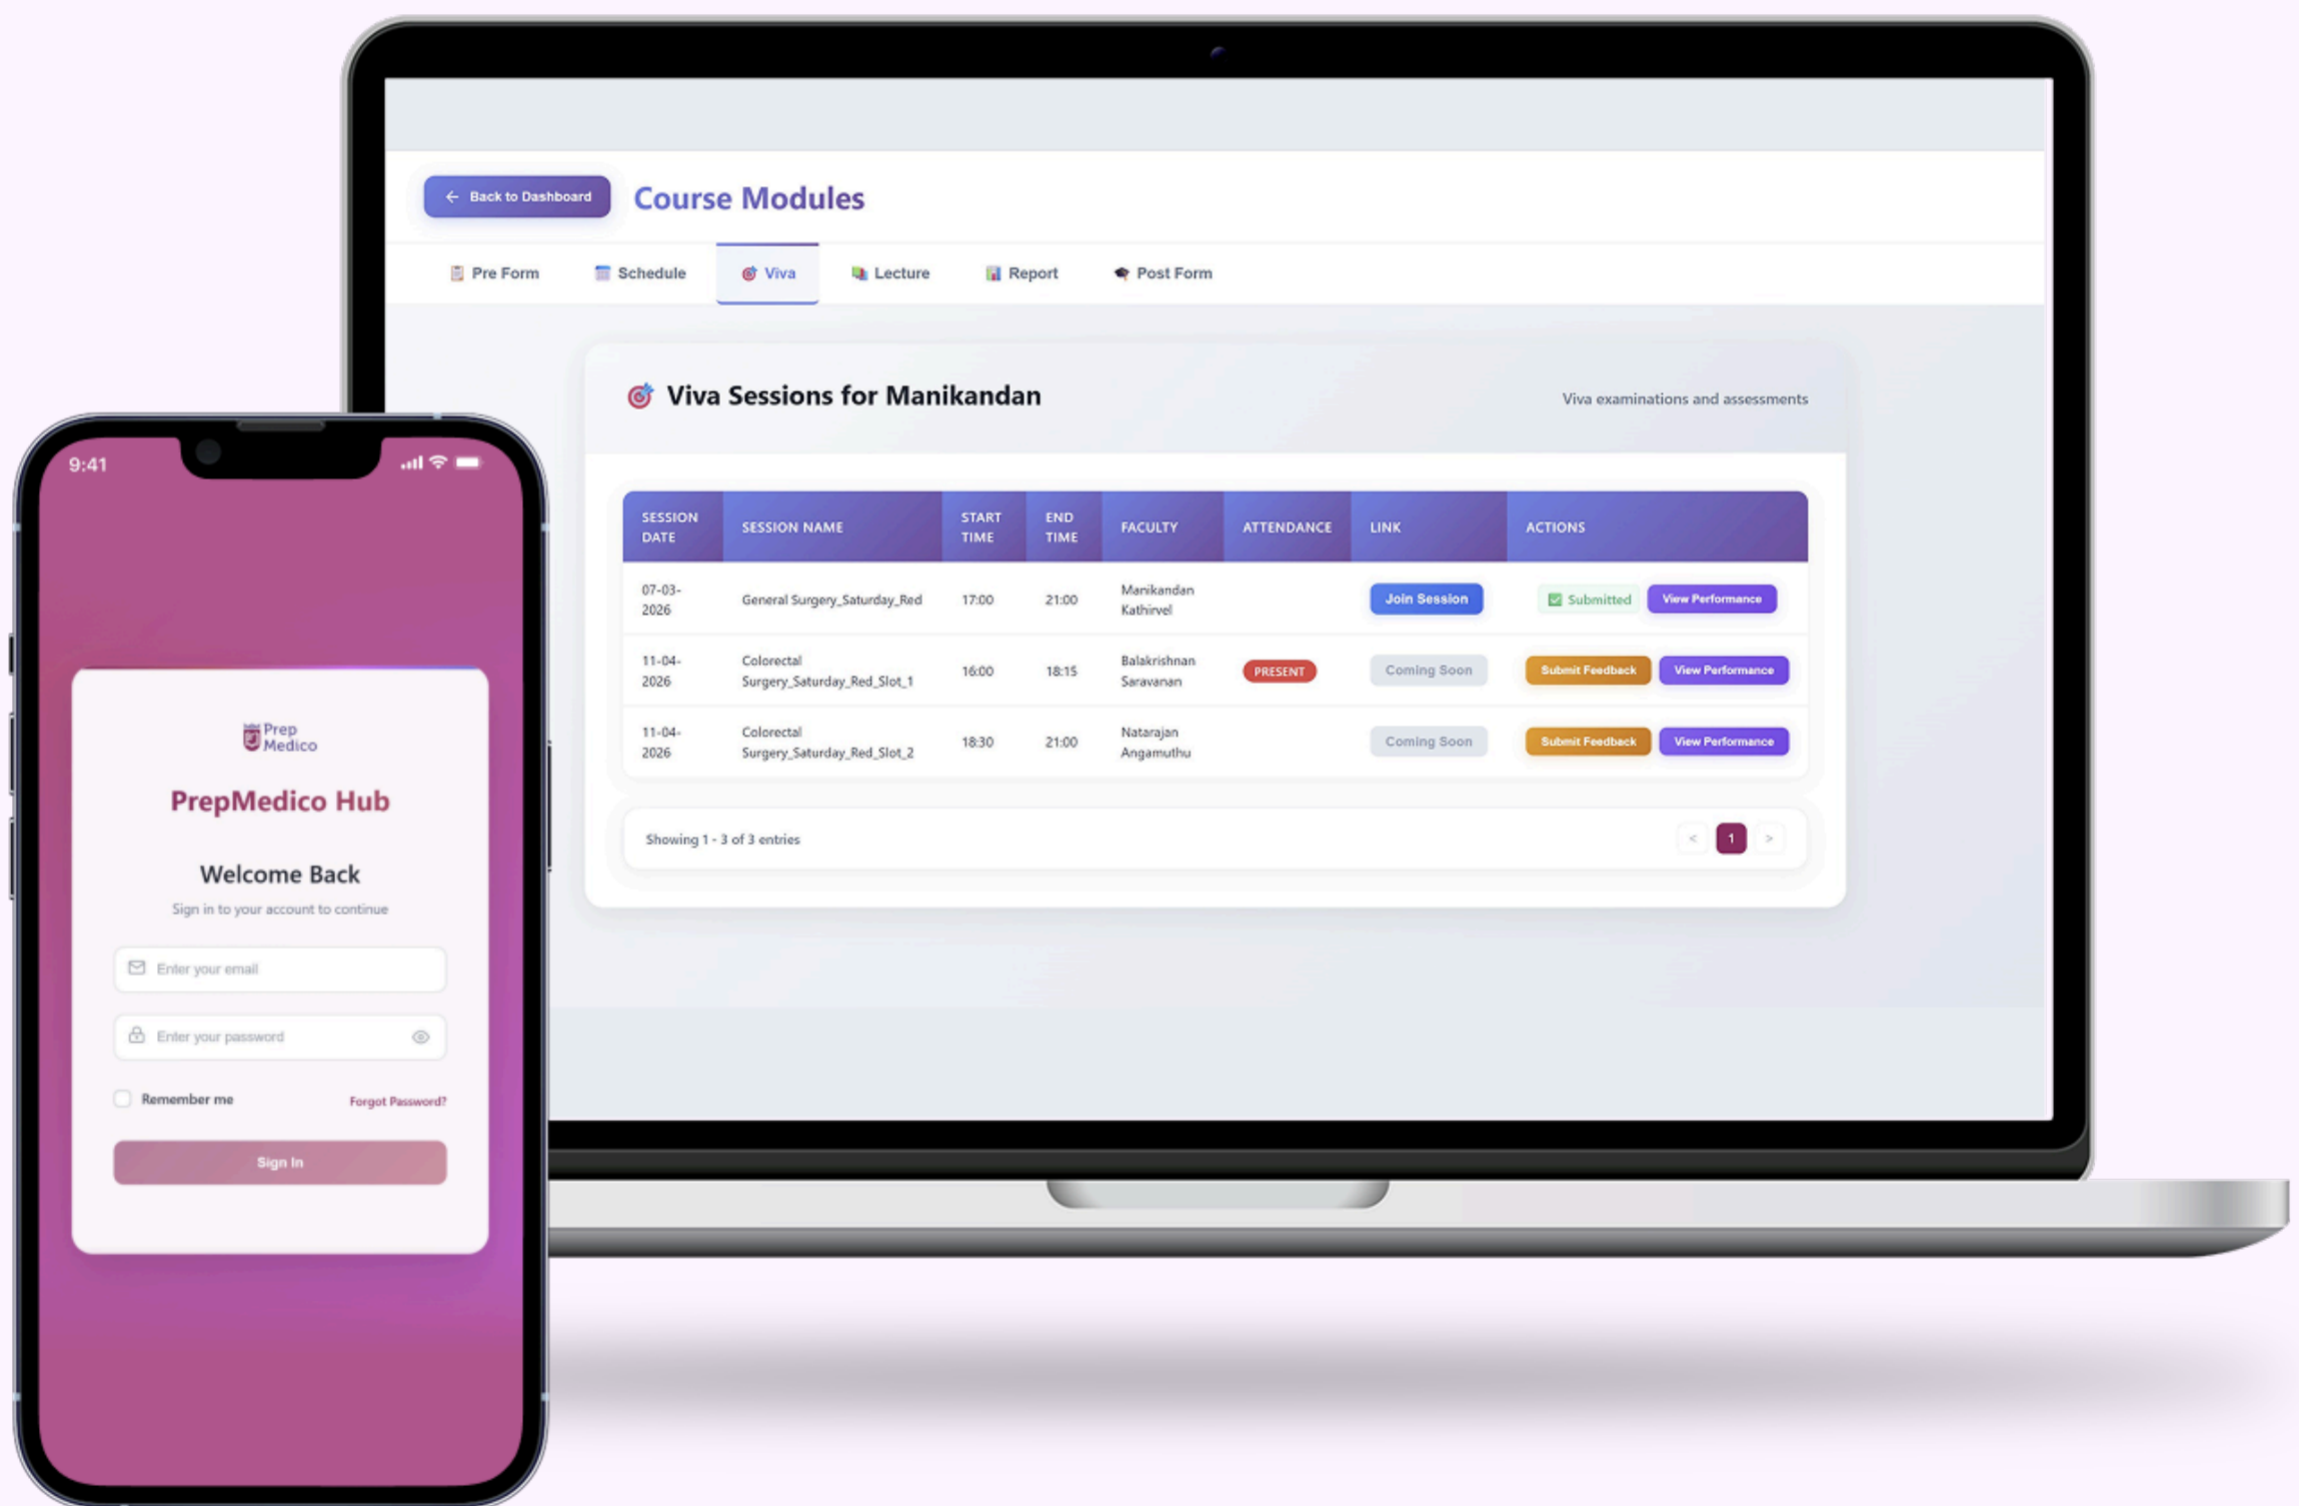 ← Back to Dashboard
Course Modules
Pre Form
Schedule
Viva
Lecture
Report
Post Form
Viva Sessions for Manikandan
Viva examinations and assessments
SESSION DATE
SESSION NAME
START TIME
END TIME
FACULTY
ATTENDANCE
LINK
ACTIONS
07-03-
2026
General Surgery_Saturday_Red
17:00
21:00
Manikandan
Kathirvel
Join Session
Submitted
View Performance
11-04-
2026
Colorectal
Surgery_Saturday_Red_Slot_1
16:00
18:15
Balakrishnan
Saravanan
PRESENT
Coming Soon
Submit Feedback
View Performance
11-04-
2026
Colorectal
Surgery_Saturday_Red_Slot_2
18:30
21:00
Natarajan
Angamuthu
Coming Soon
Submit Feedback
View Performance
Showing 1 - 3 of 3 entries
< 1 >
9:41
Prep
Medico
PrepMedico Hub
Welcome Back
Sign in to your account to continue
Enter your email
Enter your password
Remember me
Forgot Password?
Sign In